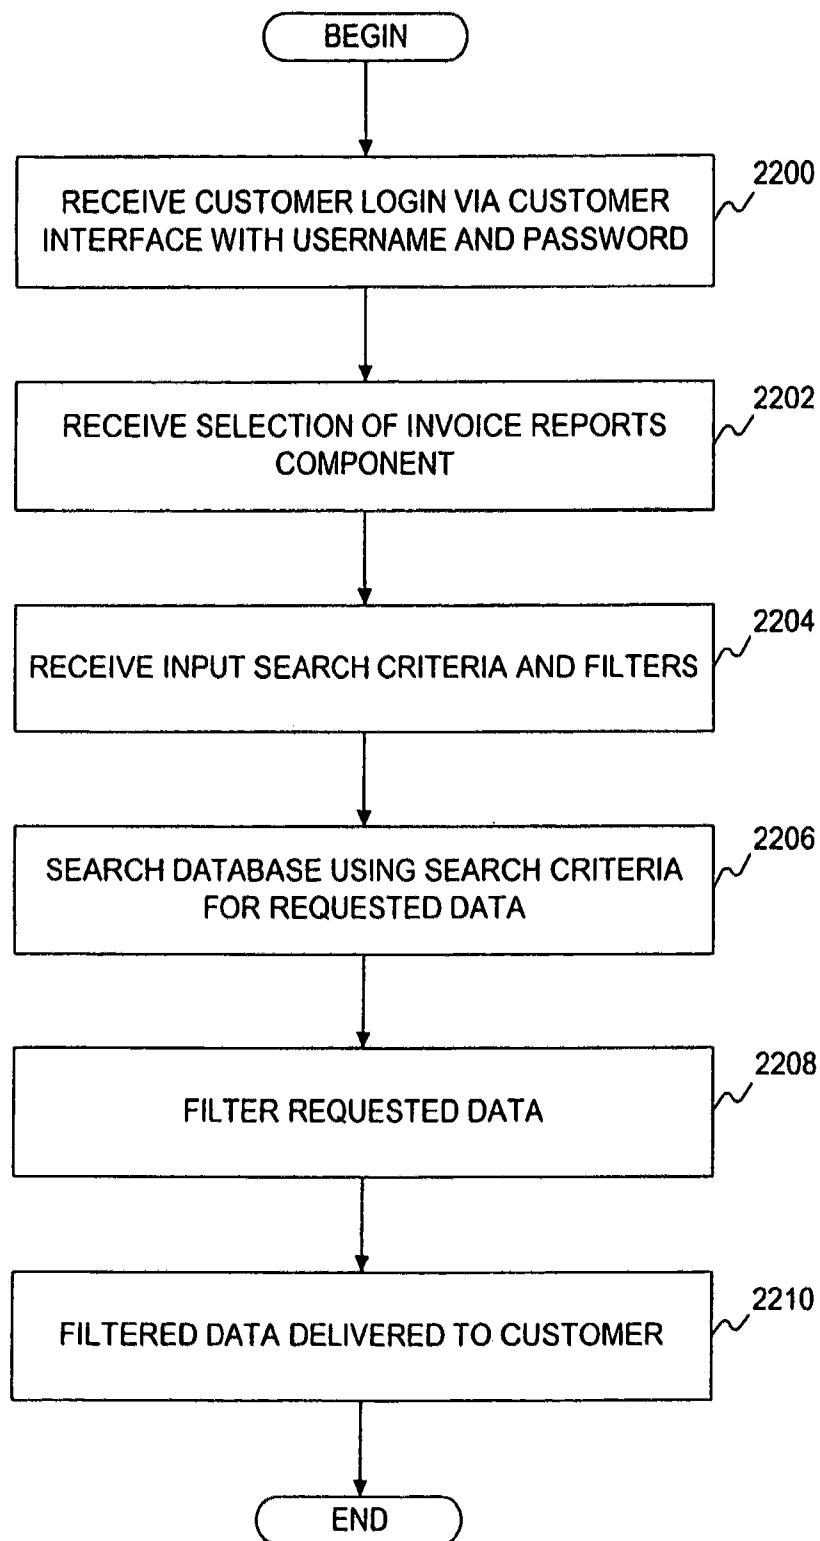 BEGIN
2200
RECEIVE CUSTOMER LOGIN VIA CUSTOMER
INTERFACE WITH USERNAME AND PASSWORD
2202
RECEIVE SELECTION OF INVOICE REPORTS
COMPONENT
2204
RECEIVE INPUT SEARCH CRITERIA AND FILTERS
2206
SEARCH DATABASE USING SEARCH CRITERIA
FOR REQUESTED DATA
2208
FILTER REQUESTED DATA
2210
FILTERED DATA DELIVERED TO CUSTOMER
END